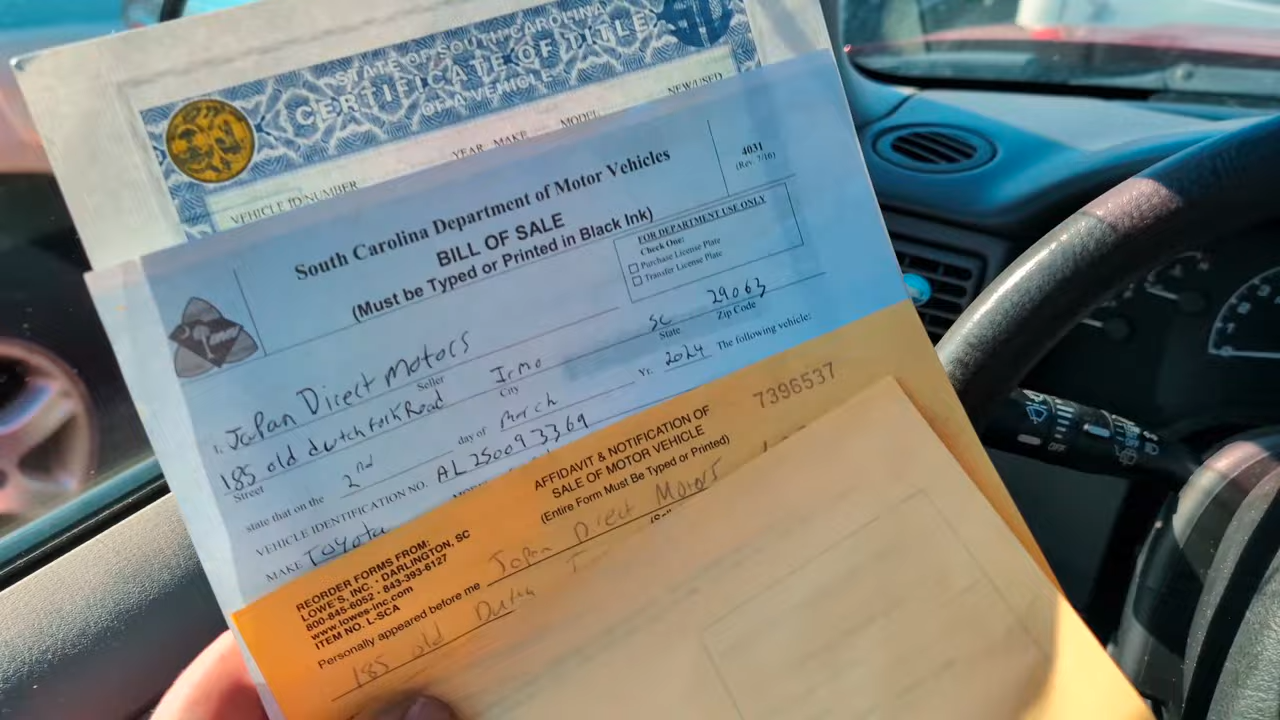 STATE OF SOUTH CAROLINA
CERTIFICATE OF TITLE
OF A VEHICLE
VEHICLE ID NUMBER YEAR MAKE MODEL NEW/USED
South Carolina Department of Motor Vehicles
4031
(Rev. 7/16)
BILL OF SALE
(Must be Typed or Printed in Black Ink)
FOR DEPARTMENT USE ONLY
Check One:
Purchase License Plate
Transfer License Plate
1. Japan Direct Motors
Seller
185 old dutch fork Road Irmo SC 29063
Street City State Zip Code
state that on the 2nd day of March Yr. 2024 The following vehicle:
VEHICLE IDENTIFICATION NO. AL250093369
MAKE Toyota
7396537
AFFIDAVIT & NOTIFICATION OF
SALE OF MOTOR VEHICLE
(Entire Form Must Be Typed or Printed)
REORDER FORMS FROM:
LOWE'S, INC. - DARLINGTON, SC
800-845-6052 - 843-393-6127
www.lowes-inc.com
ITEM NO. L-SCA
Personally appeared before me Japan Direct Motors
185 old Dutch
OFF